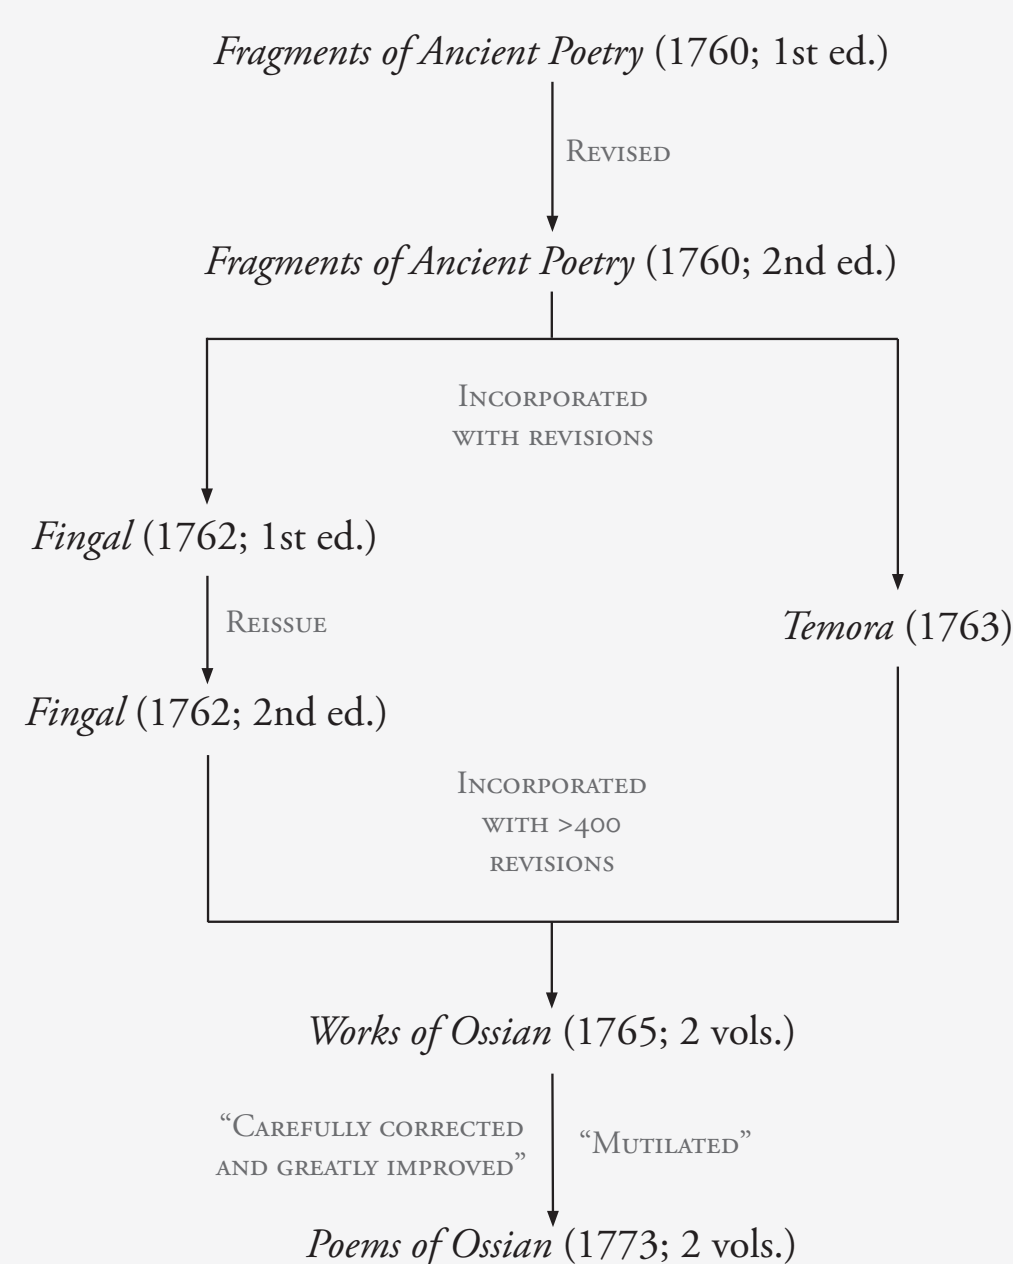 Fragments of Ancient Poetry (1760; 1st ed.)
Revised
Fragments of Ancient Poetry (1760; 2nd ed.)
Incorporated
with revisions
Fingal (1762; 1st ed.)
Reissue
Temora (1763)
Fingal (1762; 2nd ed.)
Incorporated
with >400
revisions
Works of Ossian (1765; 2 vols.)
“Carefully corrected
and greatly improved”
“Mutilated”
Poems of Ossian (1773; 2 vols.)